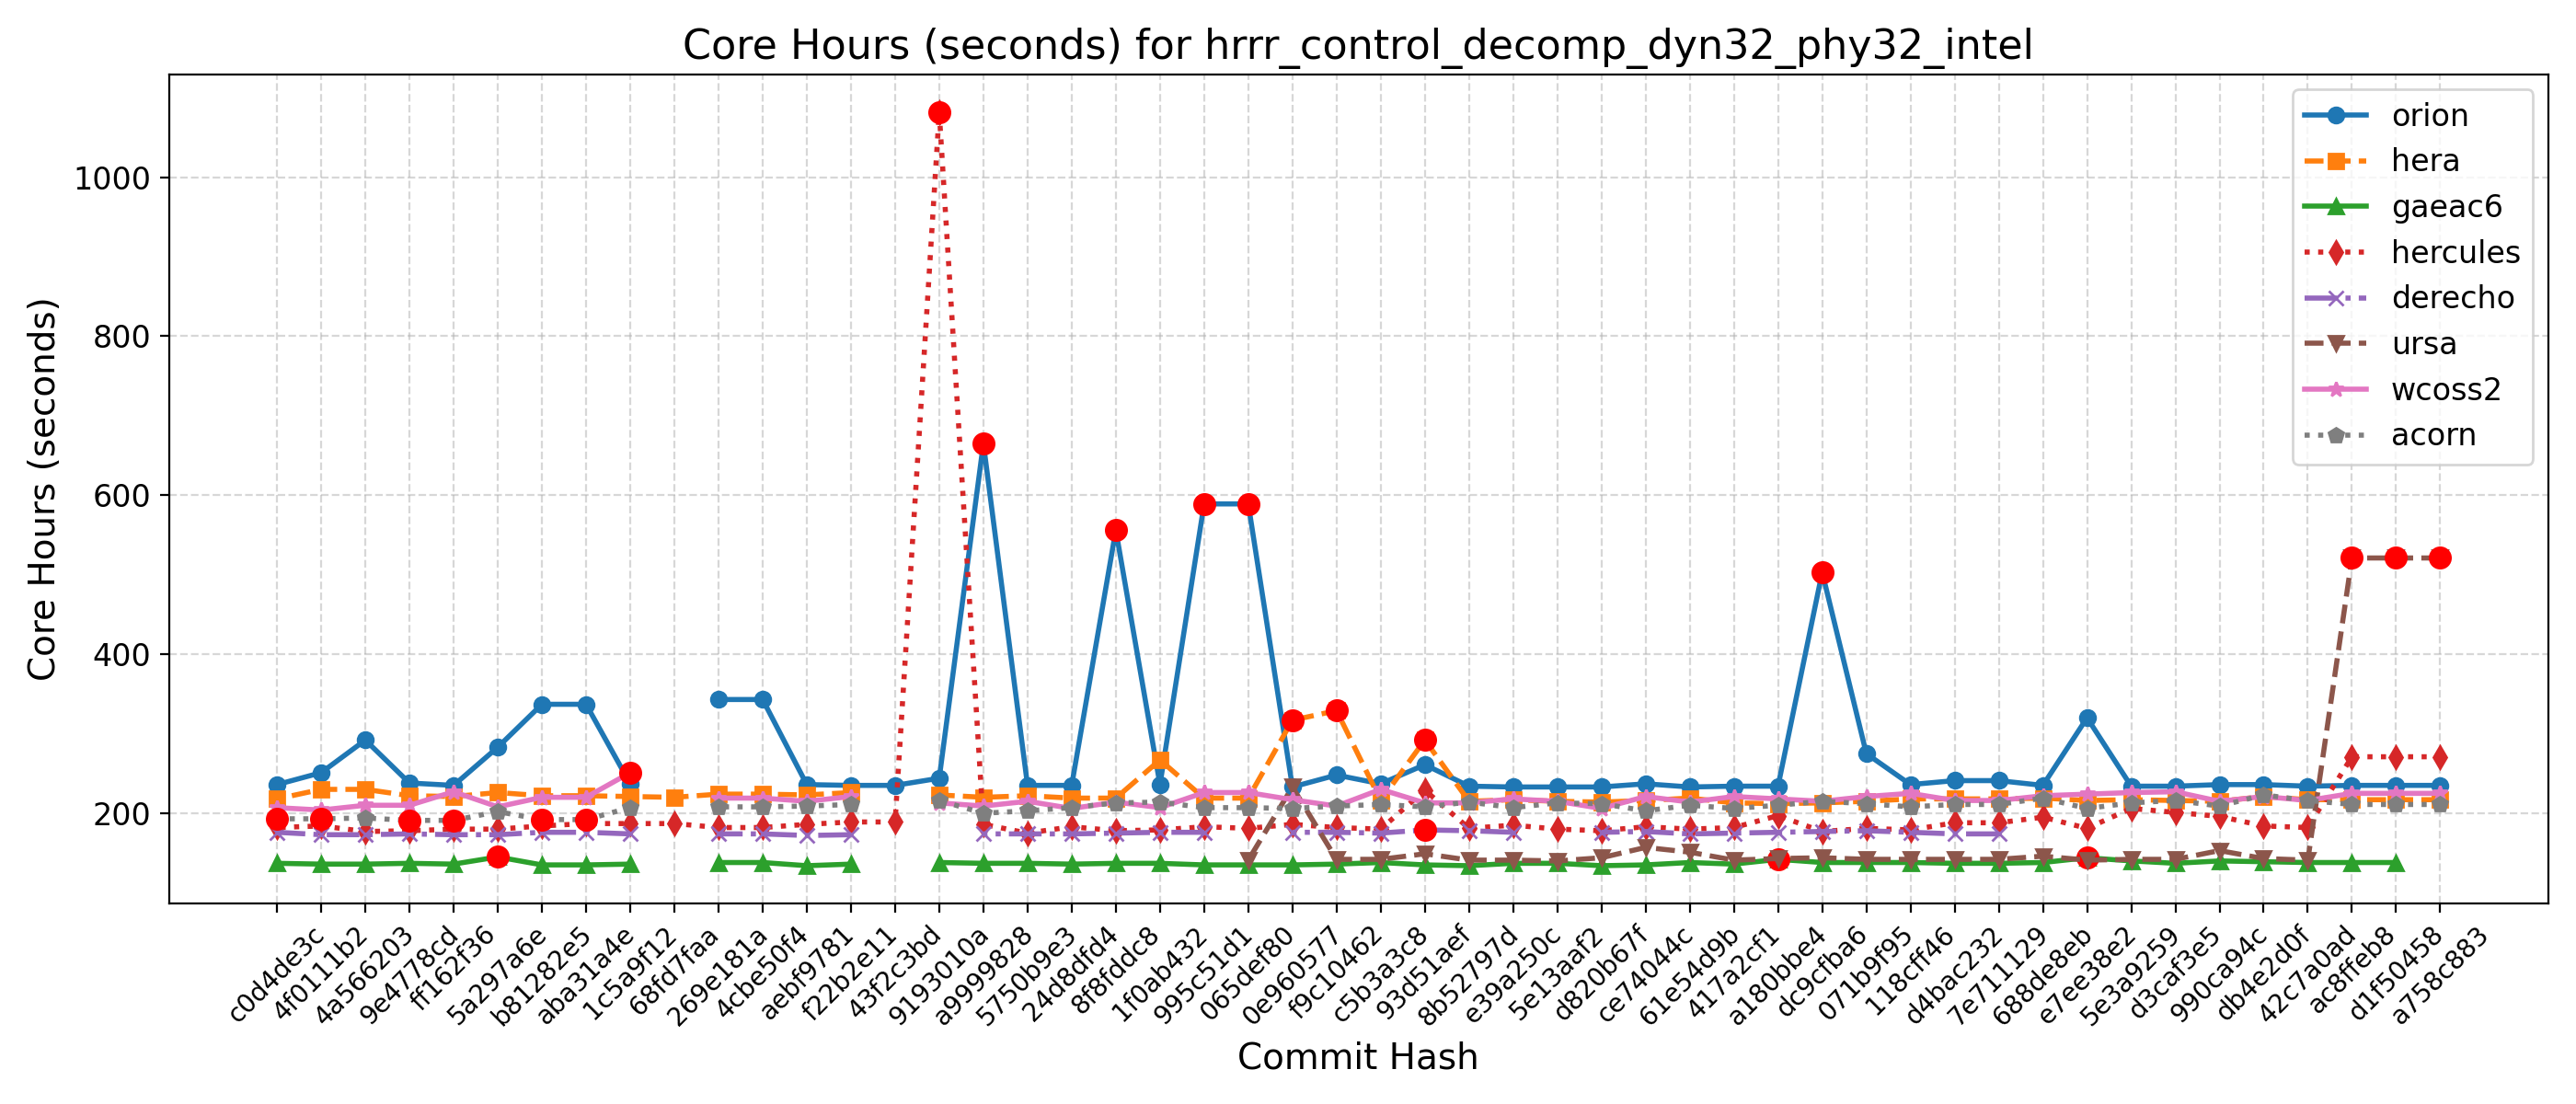 Core Hours (seconds) for hrrr_control_decomp_dyn32_phy32_intel
Core Hours (seconds)
1000
800
600
400
200
orion
hera
gaeac6
hercules
derecho
ursa
wcoss2
acorn
c0d4de3c
4f0111b2
4a566203
9e4778cd
ff162f36
5a297a6e
b81282e5
aba31a4e
1c5a9f12
68fd7faa
269e181a
4cbe50f4
aebf9781
f22b2e11
43f2c3bd
9193010a
a9999828
5750b9e3
24d8dfd4
8f8fddc8
1f0ab432
995c51d1
065def80
0e960577
f9c10462
c5b3a3c8
93d51aef
8b52797d
e39a250c
5e13aaf2
d820b67f
ce74044c
61e54d9b
417a2cf1
a180bbe4
dc9cfba6
071b9f95
118cff46
d4bac232
7e711129
688de8eb
e7ee38e2
5e3a9259
d3caf3e5
990ca94c
db4e2d0f
42c7a0ad
ac8ffeb8
d1f50458
a758c883
Commit Hash